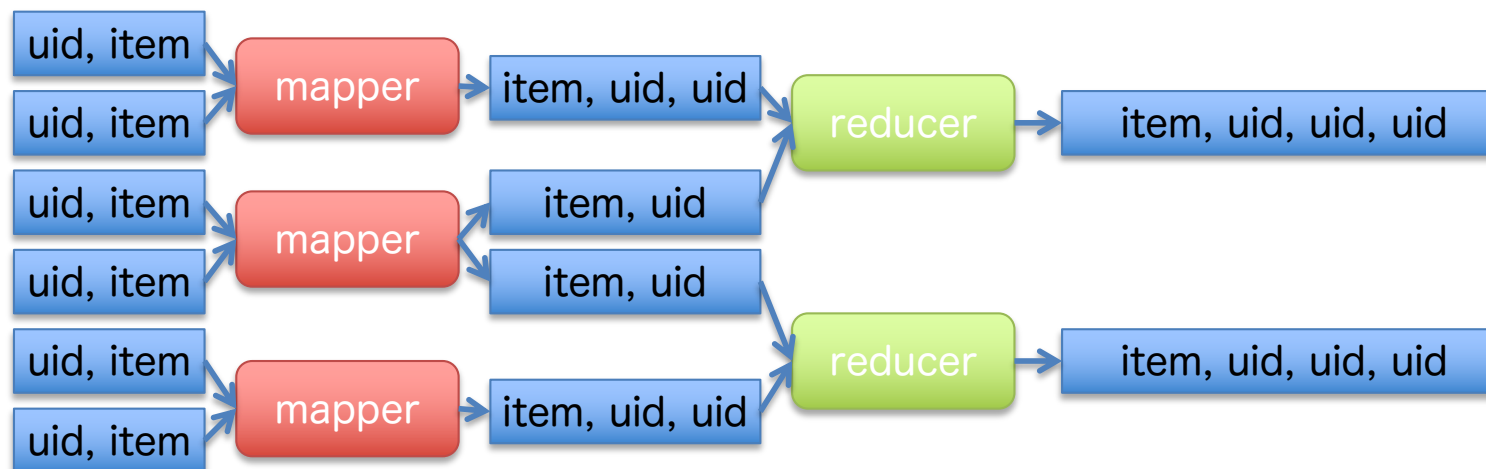 uid, item
uid, item
uid, item
uid, item
uid, item
uid, item
mapper
mapper
mapper
item, uid, uid
item, uid
item, uid
item, uid, uid
reducer
reducer
item, uid, uid, uid
item, uid, uid, uid